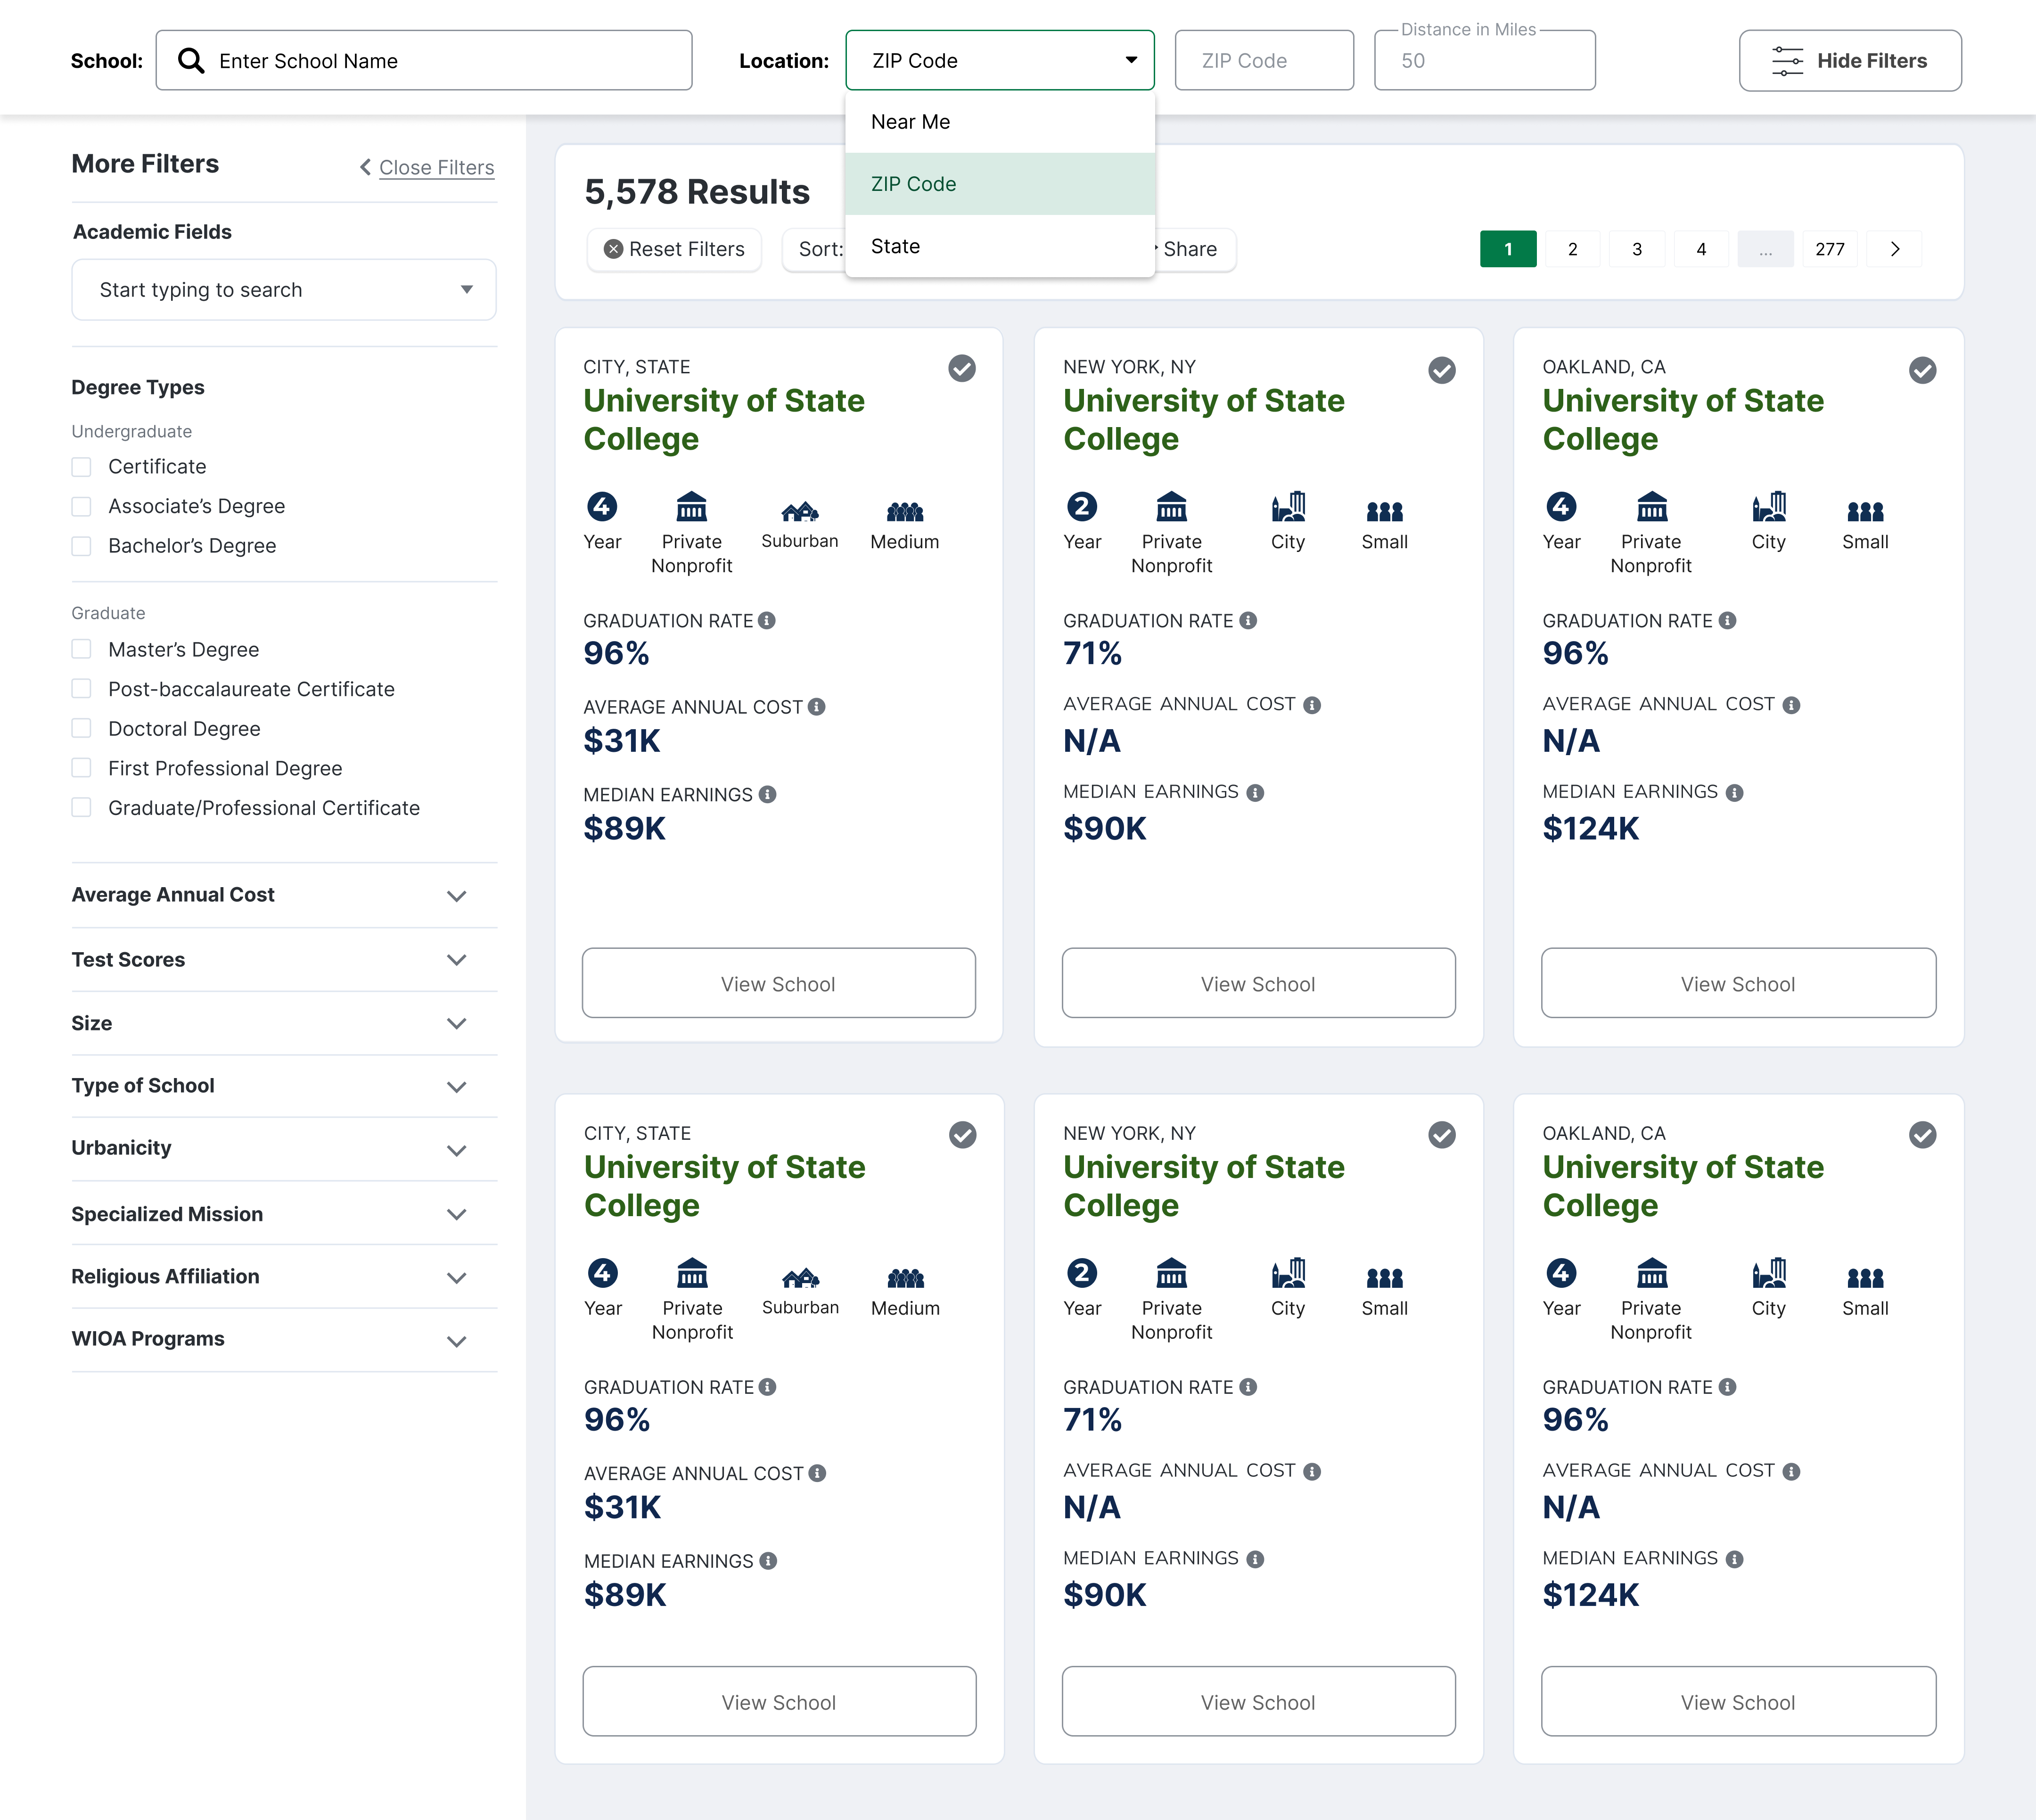 School:
Enter School Name
Location:
ZIP Code
ZIP Code
Distance in Miles
50
Hide Filters
Near Me
ZIP Code
State
More Filters
Close Filters
Academic Fields
Start typing to search
Degree Types
Undergraduate
Certificate
Associate’s Degree
Bachelor’s Degree
Graduate
Master’s Degree
Post-baccalaureate Certificate
Doctoral Degree
First Professional Degree
Graduate/Professional Certificate
Average Annual Cost
Test Scores
Size
Type of School
Urbanicity
Specialized Mission
Religious Affiliation
WIOA Programs
5,578 Results
Reset Filters
Sort:
Share
1 2 3 4 ... 277
CITY, STATE
University of State
College
4 Year
Private
Nonprofit
Suburban
Medium
GRADUATION RATE
96%
AVERAGE ANNUAL COST
$31K
MEDIAN EARNINGS
$89K
View School
NEW YORK, NY
University of State
College
2 Year
Private
Nonprofit
City
Small
GRADUATION RATE
71%
AVERAGE ANNUAL COST
N/A
MEDIAN EARNINGS
$90K
View School
OAKLAND, CA
University of State
College
4 Year
Private
Nonprofit
City
Small
GRADUATION RATE
96%
AVERAGE ANNUAL COST
N/A
MEDIAN EARNINGS
$124K
View School
CITY, STATE
University of State
College
4 Year
Private
Nonprofit
Suburban
Medium
GRADUATION RATE
96%
AVERAGE ANNUAL COST
$31K
MEDIAN EARNINGS
$89K
View School
NEW YORK, NY
University of State
College
2 Year
Private
Nonprofit
City
Small
GRADUATION RATE
71%
AVERAGE ANNUAL COST
N/A
MEDIAN EARNINGS
$90K
View School
OAKLAND, CA
University of State
College
4 Year
Private
Nonprofit
City
Small
GRADUATION RATE
96%
AVERAGE ANNUAL COST
N/A
MEDIAN EARNINGS
$124K
View School